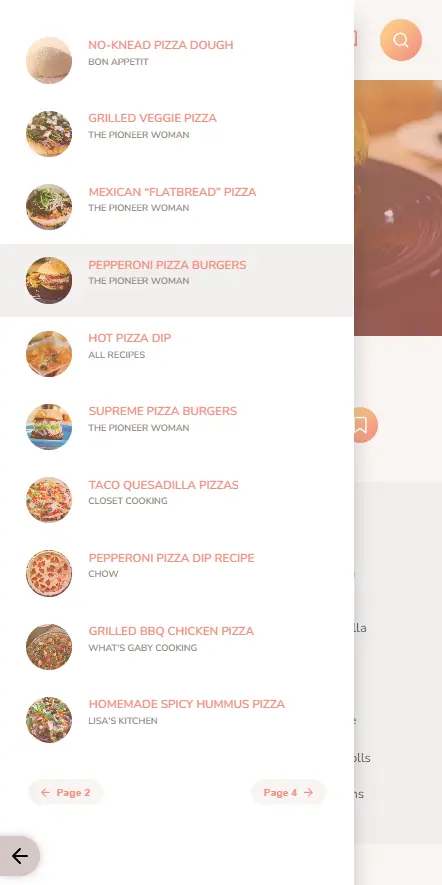 NO-KNEAD PIZZA DOUGH
BON APPETIT
GRILLED VEGGIE PIZZA
THE PIONEER WOMAN
MEXICAN “FLATBREAD” PIZZA
THE PIONEER WOMAN
PEPPERONI PIZZA BURGERS
THE PIONEER WOMAN
HOT PIZZA DIP
ALL RECIPES
SUPREME PIZZA BURGERS
THE PIONEER WOMAN
TACO QUESADILLA PIZZAS
CLOSET COOKING
PEPPERONI PIZZA DIP RECIPE
CHOW
GRILLED BBQ CHICKEN PIZZA
WHAT'S GABY COOKING
HOMEMADE SPICY HUMMUS PIZZA
LISA'S KITCHEN
← Page 2
Page 4 →